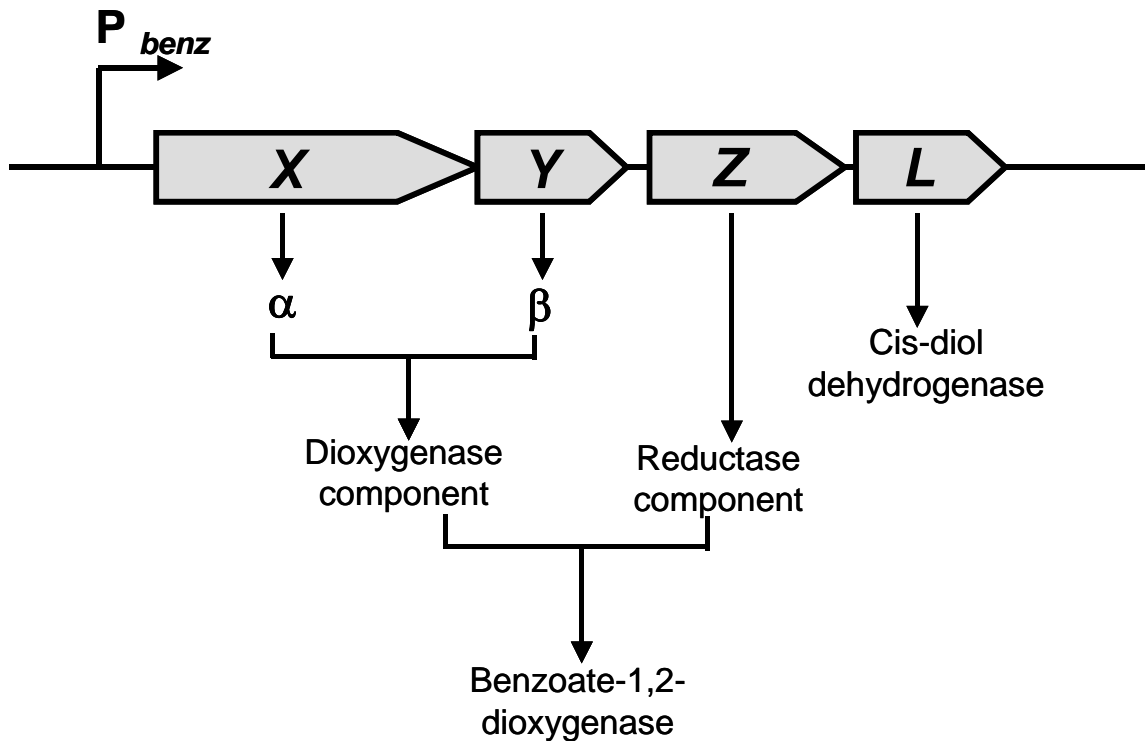 P benz
X Y Z L
α β
Cis-diol
dehydrogenase
Dioxygenase
component
Reductase
component
Benzoate-1,2-
dioxygenase